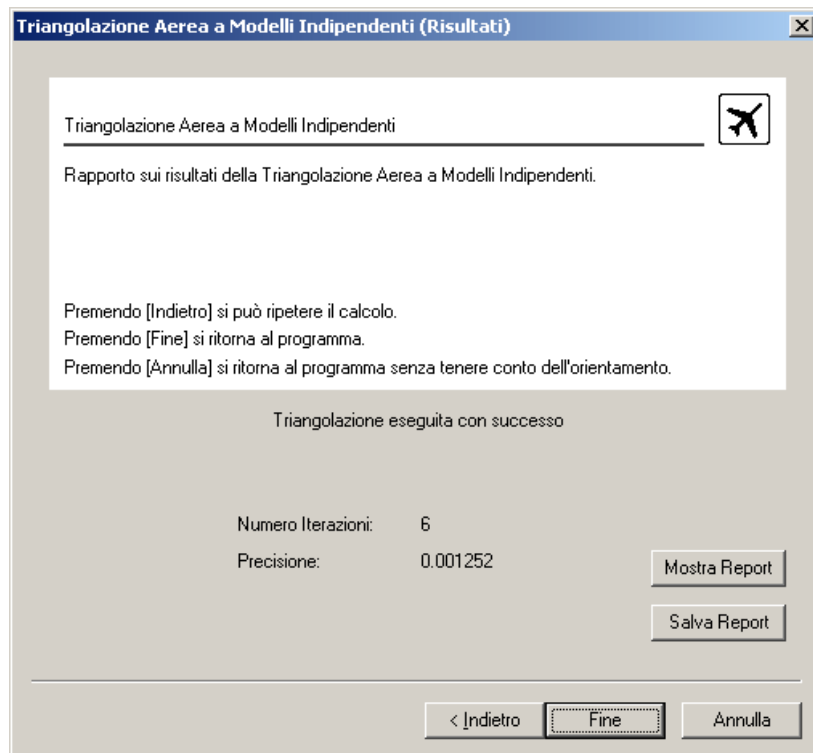 Triangolazione Aerea a Modelli Indipendenti (Risultati)
Triangolazione Aerea a Modelli Indipendenti
Rapporto sui risultati della Triangolazione Aerea a Modelli Indipendenti.
Premendo [Indietro] si può ripetere il calcolo.
Premendo [Fine] si ritorna al programma.
Premendo [Annulla] si ritorna al programma senza tenere conto dell'orientamento.
Triangolazione eseguita con successo
Numero Iterazioni: 6
Precisione: 0.001252
Mostra Report
Salva Report
< Indietro Fine Annulla